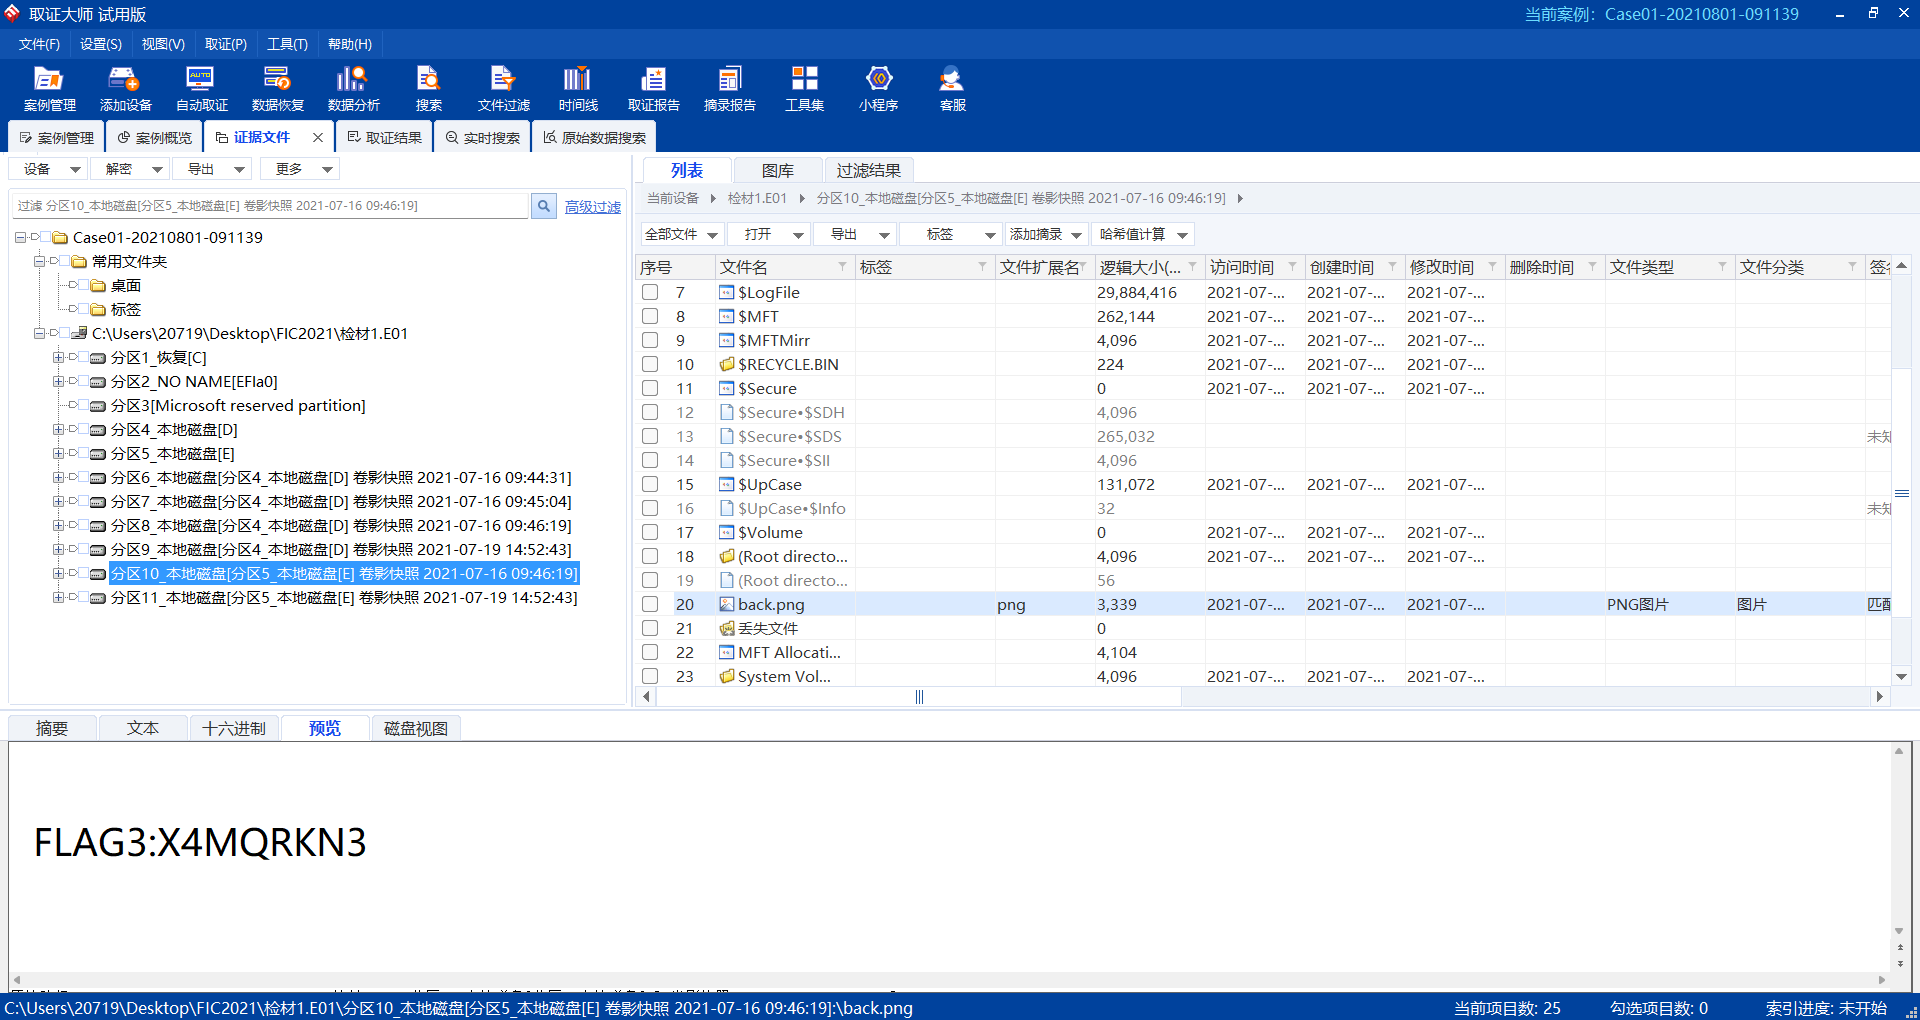 取证大师 试用版
当前案例: Case01-20210801-091139
文件(F) 设置(S) 视图(V) 取证(P) 工具(T) 帮助(H)
案例管理 添加设备 自动取证 数据恢复 数据分析 搜索 文件过滤 时间线 取证报告 摘录报告 工具集 小程序 客服
案例管理 案例概览 证据文件 取证结果 实时搜索 原始数据搜索
设备 解密 导出 更多
过滤 分区10_本地磁盘[分区5_本地磁盘[E] 卷影快照 2021-07-16 09:46:19]
高级过滤
Case01-20210801-091139
常用文件夹
桌面
标签
C:\Users\20719\Desktop\FIC2021\检材1.E01
分区1_恢复[C]
分区2_NO NAME[EFIa0]
分区3[Microsoft reserved partition]
分区4_本地磁盘[D]
分区5_本地磁盘[E]
分区6_本地磁盘[分区4_本地磁盘[D] 卷影快照 2021-07-16 09:44:31]
分区7_本地磁盘[分区4_本地磁盘[D] 卷影快照 2021-07-16 09:45:04]
分区8_本地磁盘[分区4_本地磁盘[D] 卷影快照 2021-07-16 09:46:19]
分区9_本地磁盘[分区4_本地磁盘[D] 卷影快照 2021-07-19 14:52:43]
分区10_本地磁盘[分区5_本地磁盘[E] 卷影快照 2021-07-16 09:46:19]
分区11_本地磁盘[分区5_本地磁盘[E] 卷影快照 2021-07-19 14:52:43]
列表 图库 过滤结果
当前设备 检材1.E01 分区10_本地磁盘[分区5_本地磁盘[E] 卷影快照 2021-07-16 09:46:19]
全部文件 打开 导出 标签 添加摘录 哈希值计算
序号 文件名 标签 文件扩展名 逻辑大小(... 访问时间 创建时间 修改时间 删除时间 文件类型 文件分类
7 $LogFile 29,884,416 2021-07-... 2021-07-... 2021-07-...
8 $MFT 262,144 2021-07-... 2021-07-... 2021-07-...
9 $MFTMirr 4,096 2021-07-... 2021-07-... 2021-07-...
10 $RECYCLE.BIN 224 2021-07-... 2021-07-... 2021-07-...
11 $Secure 0 2021-07-... 2021-07-... 2021-07-...
12 $Secure•$SDH 4,096
13 $Secure•$SDS 265,032 未知
14 $Secure•$SII 4,096
15 $UpCase 131,072 2021-07-... 2021-07-... 2021-07-...
16 $UpCase•$Info 32 未知
17 $Volume 0 2021-07-... 2021-07-... 2021-07-...
18 (Root directo... 4,096 2021-07-... 2021-07-... 2021-07-...
19 (Root directo... 56
20 back.png png 3,339 2021-07-... 2021-07-... 2021-07-... PNG图片 图片 匹配
21 丢失文件 0
22 MFT Allocati... 4,104
23 System Vol... 4,096 2021-07-... 2021-07-... 2021-07-...
摘要 文本 十六进制 预览 磁盘视图
FLAG3:X4MQRKN3
C:\Users\20719\Desktop\FIC2021\检材1.E01\分区10_本地磁盘[分区5_本地磁盘[E] 卷影快照 2021-07-16 09:46:19]:\back.png
当前项目数: 25 勾选项目数: 0 索引进度: 未开始